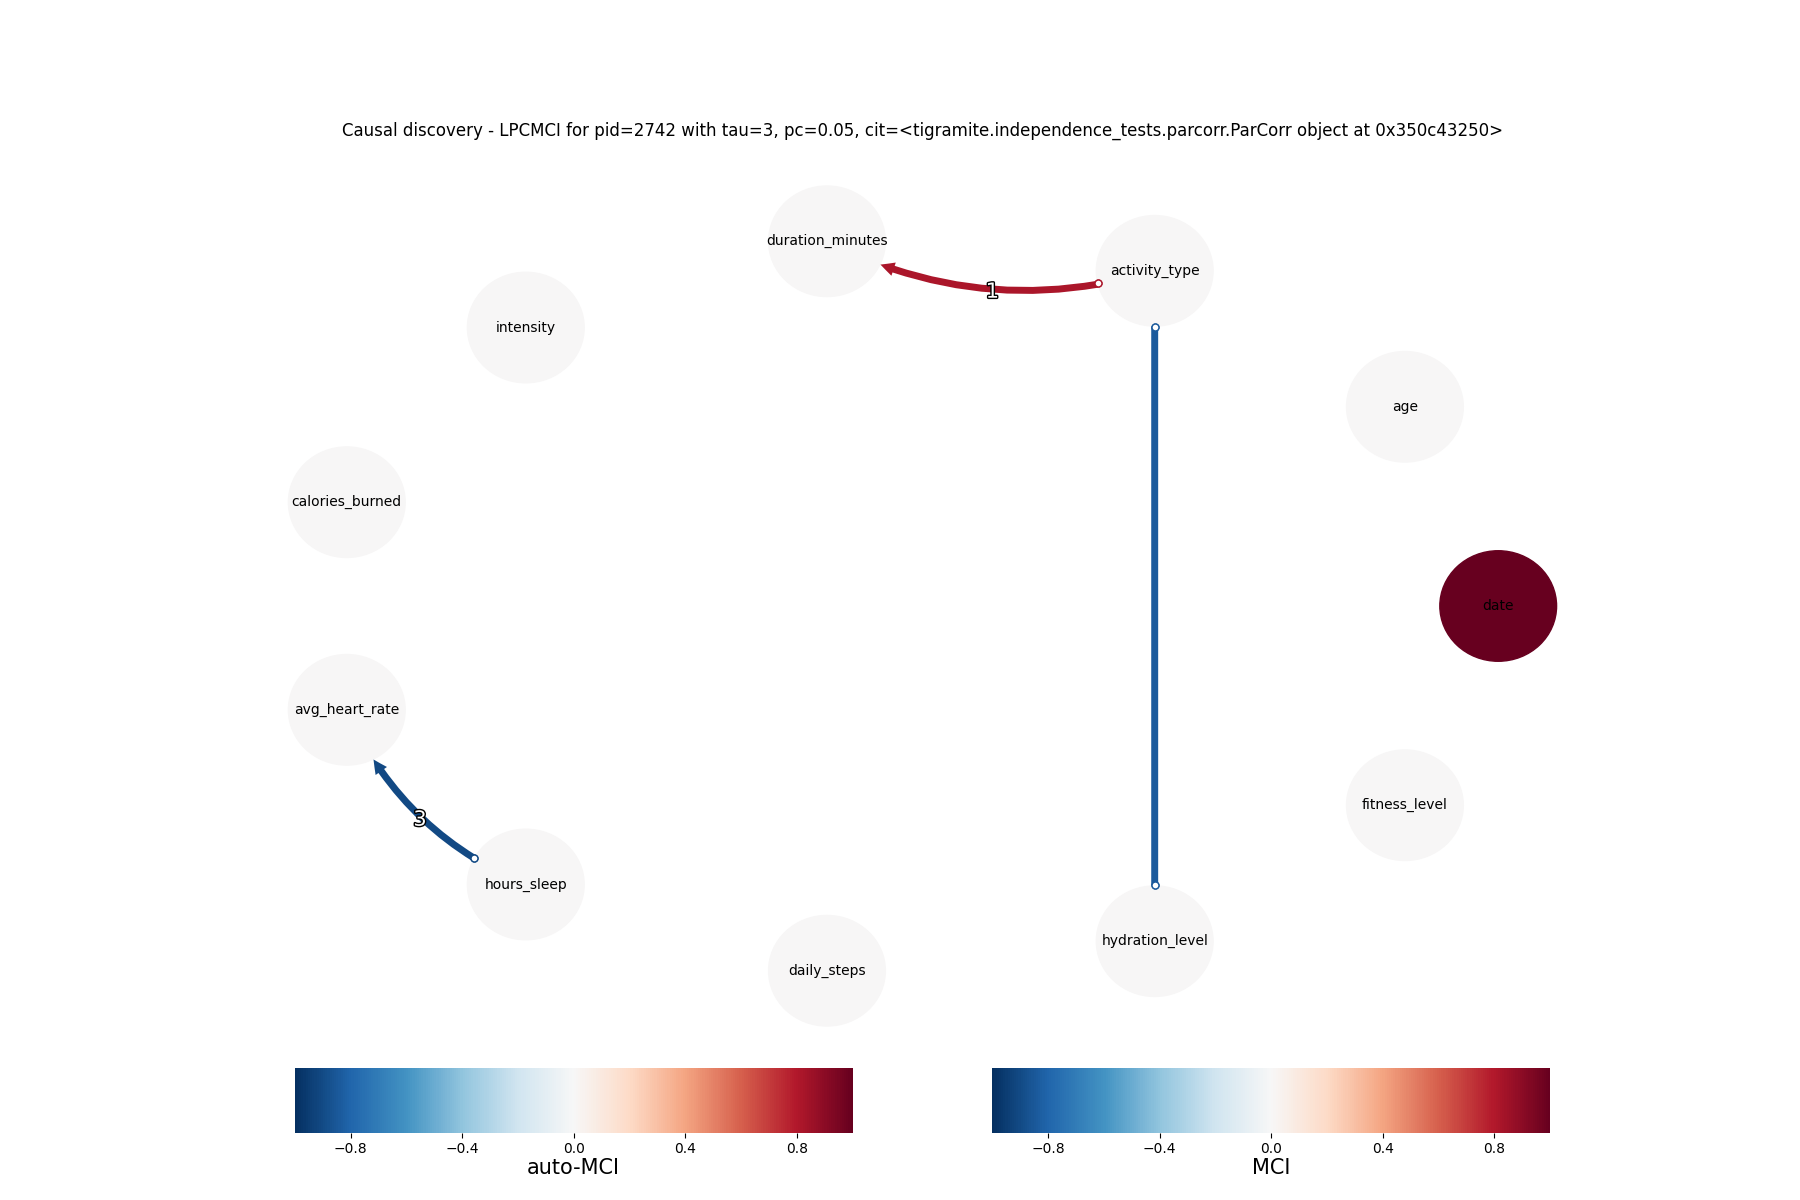 Causal discovery - LPCMCI for pid=2742 with tau=3, pc=0.05, cit=<tigramite.independence_tests.parcorr.ParCorr object at 0x350c43250>
duration_minutes
activity_type
1
intensity
age
calories_burned
date
avg_heart_rate
fitness_level
3
hours_sleep
hydration_level
daily_steps
−0.8 −0.4 0.0 0.4 0.8
auto-MCI
−0.8 −0.4 0.0 0.4 0.8
MCI